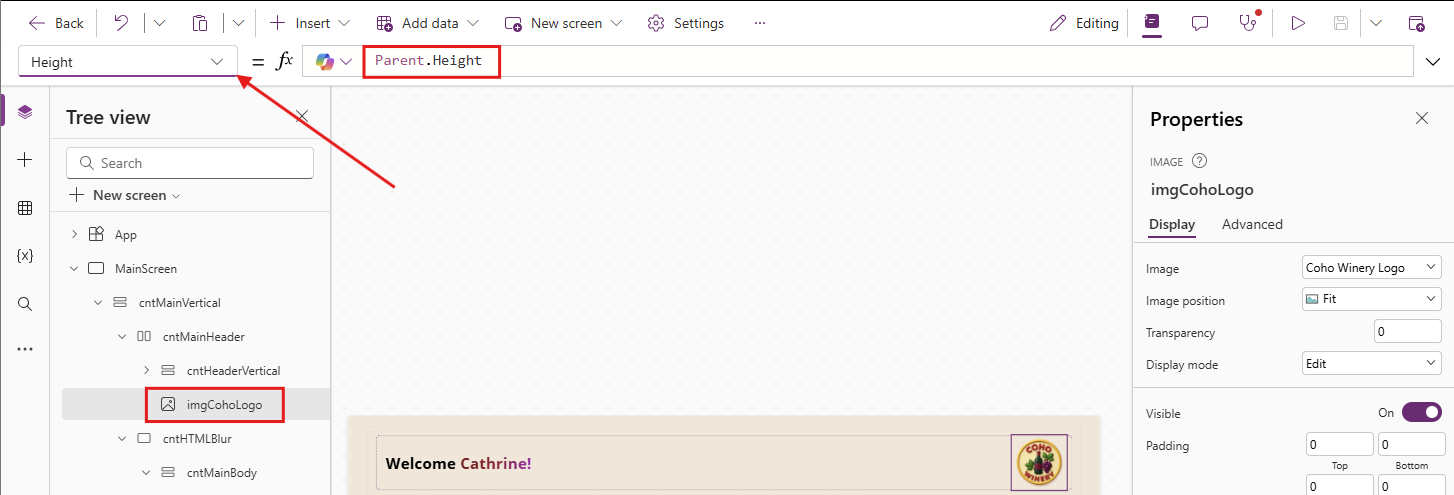 Back Insert Add data New screen Settings ... Editing
Height = fx Parent.Height
Tree view
Search
New screen
App
MainScreen
cntMainVertical
cntMainHeader
cntHeaderVertical
imgCohoLogo
cntHTMLBlur
cntMainBody
{x}
Welcome Cathrine!
COHO
WINERY
Properties
IMAGE ?
imgCohoLogo
Display Advanced
Image Coho Winery Logo
Image position Fit
Transparency 0
Display mode Edit
Visible On
Padding 0 0
Top Bottom
0 0